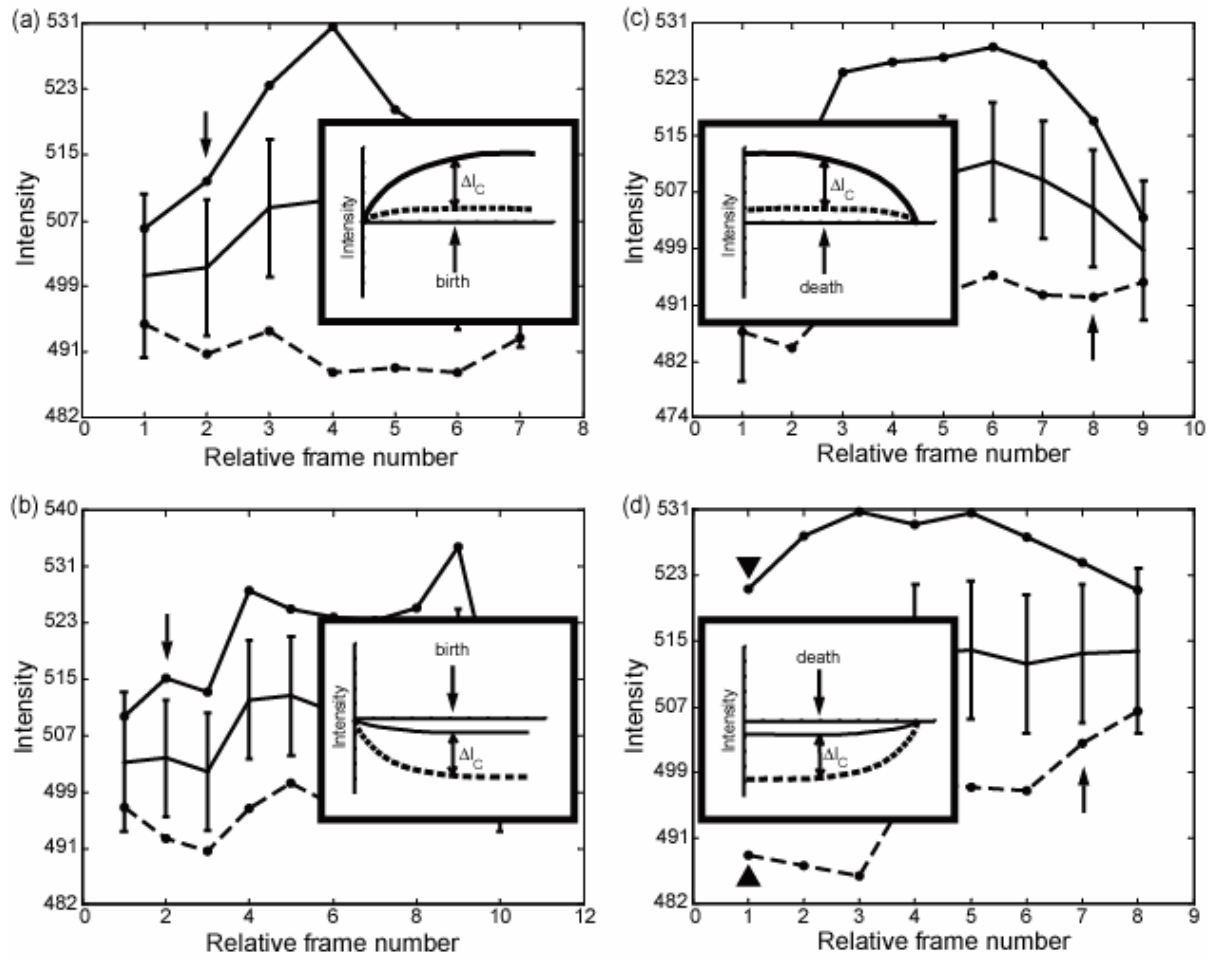 (a)
531
523
515
507
499
491
482
0 1 2 3 4 5 6 7 8
Intensity
Relative frame number
Intensity
ΔI_C
birth
(c)
531
523
515
507
499
491
482
474
0 1 2 3 4 5 6 7 8 9 10
Intensity
Relative frame number
Intensity
ΔI_C
death
(b)
540
531
523
515
507
499
491
482
0 2 4 6 8 10 12
Intensity
Relative frame number
Intensity
birth
ΔI_C
(d)
531
523
515
507
499
491
482
0 1 2 3 4 5 6 7 8 9
Intensity
Relative frame number
Intensity
death
ΔI_C